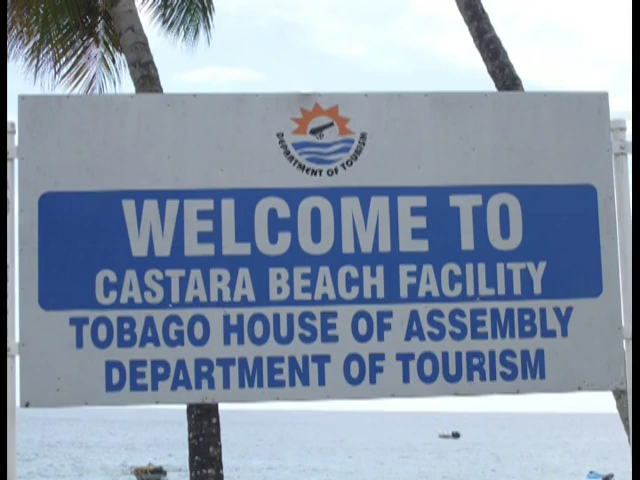 DEPARTMENT OF TOURISM
WELCOME TO
CASTARA BEACH FACILITY
TOBAGO HOUSE OF ASSEMBLY
DEPARTMENT OF TOURISM